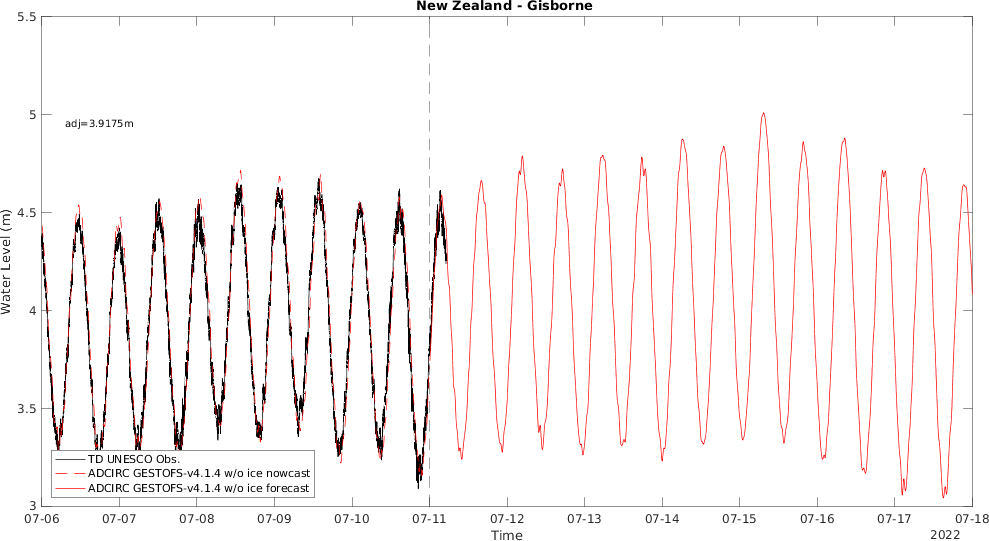 New Zealand - Gisborne
5.5
5
4.5
4
3.5
3
Water Level (m)
adj=3.9175m
TD UNESCO Obs.
ADCIRC GESTOFS-v4.1.4 w/o ice nowcast
ADCIRC GESTOFS-v4.1.4 w/o ice forecast
07-06 07-07 07-08 07-09 07-10 07-11 07-12 07-13 07-14 07-15 07-16 07-17 07-18
Time
2022